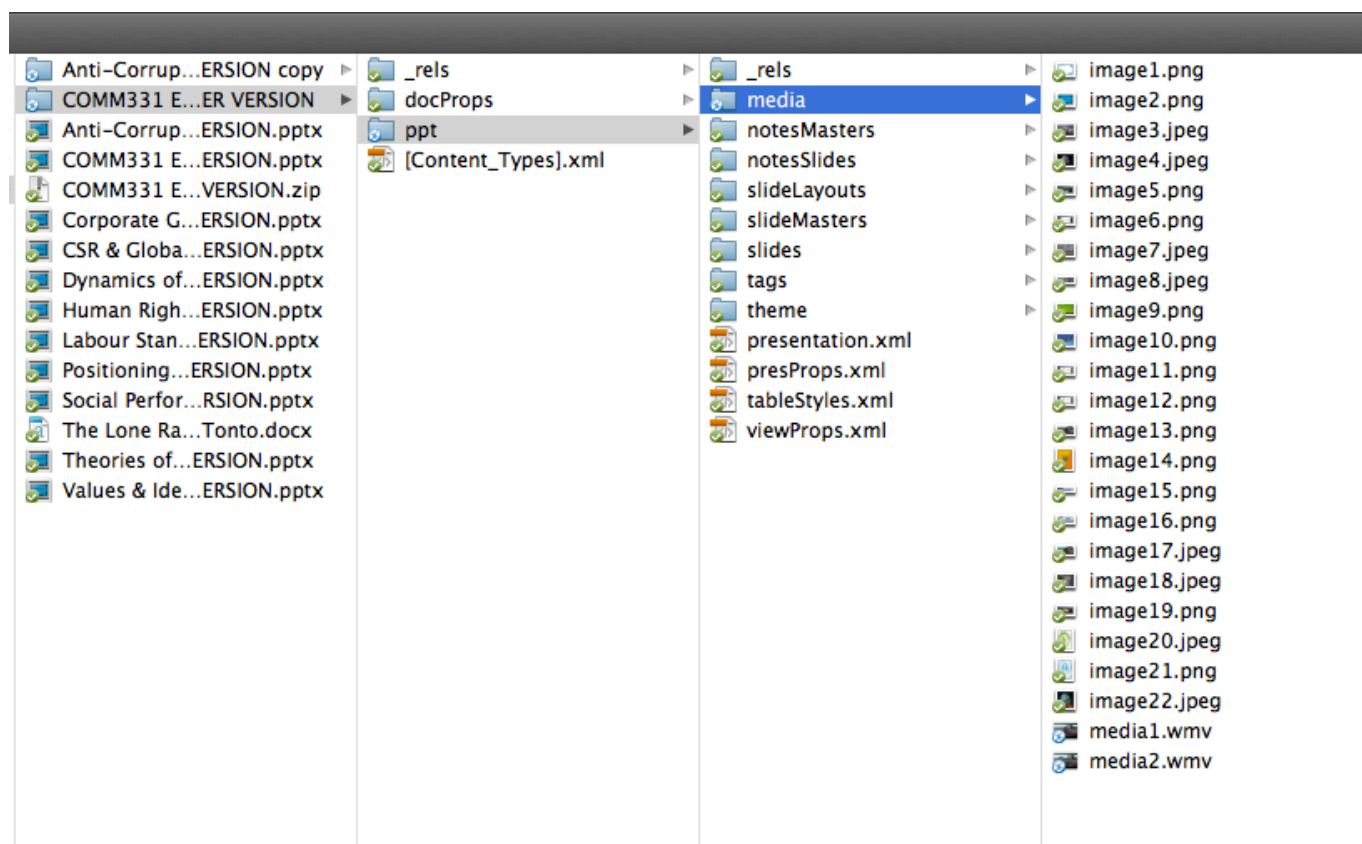 Anti-Corrup...ERSION copy
COMM331 E...ER VERSION
Anti-Corrup...ERSION.pptx
COMM331 E...ERSION.pptx
COMM331 E...VERSION.zip
Corporate G...ERSION.pptx
CSR & Globa...ERSION.pptx
Dynamics of...ERSION.pptx
Human Righ...ERSION.pptx
Labour Stan...ERSION.pptx
Positioning...ERSION.pptx
Social Perfor...RSION.pptx
The Lone Ra...Tonto.docx
Theories of...ERSION.pptx
Values & Ide...ERSION.pptx
_rels
docProps
ppt
[Content_Types].xml
_rels
media
notesMasters
notesSlides
slideLayouts
slideMasters
slides
tags
theme
presentation.xml
presProps.xml
tableStyles.xml
viewProps.xml
image1.png
image2.png
image3.jpeg
image4.jpeg
image5.png
image6.png
image7.jpeg
image8.jpeg
image9.png
image10.png
image11.png
image12.png
image13.png
image14.png
image15.png
image16.png
image17.jpeg
image18.jpeg
image19.png
image20.jpeg
image21.png
image22.jpeg
media1.wmv
media2.wmv